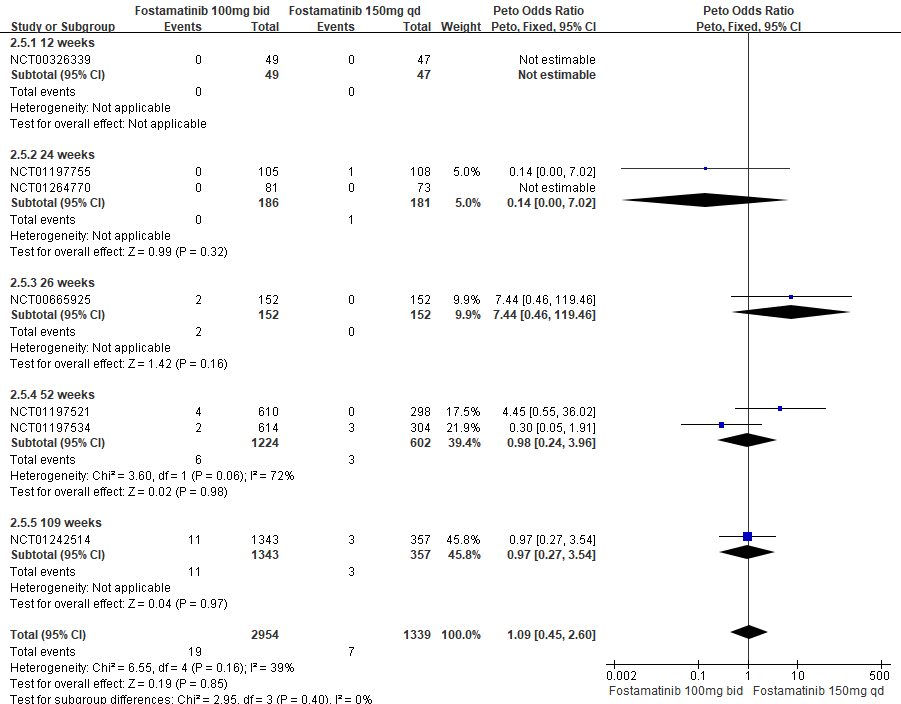 Fostamatinib 100mg bid Fostamatinib 150mg qd Peto Odds Ratio Peto Odds Ratio
Study or Subgroup Events Total Events Total Weight Peto, Fixed, 95% CI Peto, Fixed, 95% CI
2.5.1 12 weeks
NCT00326339 0 49 0 47 Not estimable
Subtotal (95% CI) 49 47 Not estimable
Total events 0 0
Heterogeneity: Not applicable
Test for overall effect: Not applicable
2.5.2 24 weeks
NCT01197755 0 105 1 108 5.0% 0.14 [0.00, 7.02]
NCT01264770 0 81 0 73 Not estimable
Subtotal (95% CI) 186 181 5.0% 0.14 [0.00, 7.02]
Total events 0 1
Heterogeneity: Not applicable
Test for overall effect: Z = 0.99 (P = 0.32)
2.5.3 26 weeks
NCT00665925 2 152 0 152 9.9% 7.44 [0.46, 119.46]
Subtotal (95% CI) 152 152 9.9% 7.44 [0.46, 119.46]
Total events 2 0
Heterogeneity: Not applicable
Test for overall effect: Z = 1.42 (P = 0.16)
2.5.4 52 weeks
NCT01197521 4 610 0 298 17.5% 4.45 [0.55, 36.02]
NCT01197534 2 614 3 304 21.9% 0.30 [0.05, 1.91]
Subtotal (95% CI) 1224 602 39.4% 0.98 [0.24, 3.96]
Total events 6 3
Heterogeneity: Chi² = 3.60, df = 1 (P = 0.06); I² = 72%
Test for overall effect: Z = 0.02 (P = 0.98)
2.5.5 109 weeks
NCT01242514 11 1343 3 357 45.8% 0.97 [0.27, 3.54]
Subtotal (95% CI) 1343 357 45.8% 0.97 [0.27, 3.54]
Total events 11 3
Heterogeneity: Not applicable
Test for overall effect: Z = 0.04 (P = 0.97)
Total (95% CI) 2954 1339 100.0% 1.09 [0.45, 2.60]
Total events 19 7
Heterogeneity: Chi² = 6.55, df = 4 (P = 0.16); I² = 39%
Test for overall effect: Z = 0.19 (P = 0.85)
Test for subgroup differences: Chi² = 2.95, df = 3 (P = 0.40), I² = 0%
0.002 0.1 1 10 500
Fostamatinib 100mg bid Fostamatinib 150mg qd